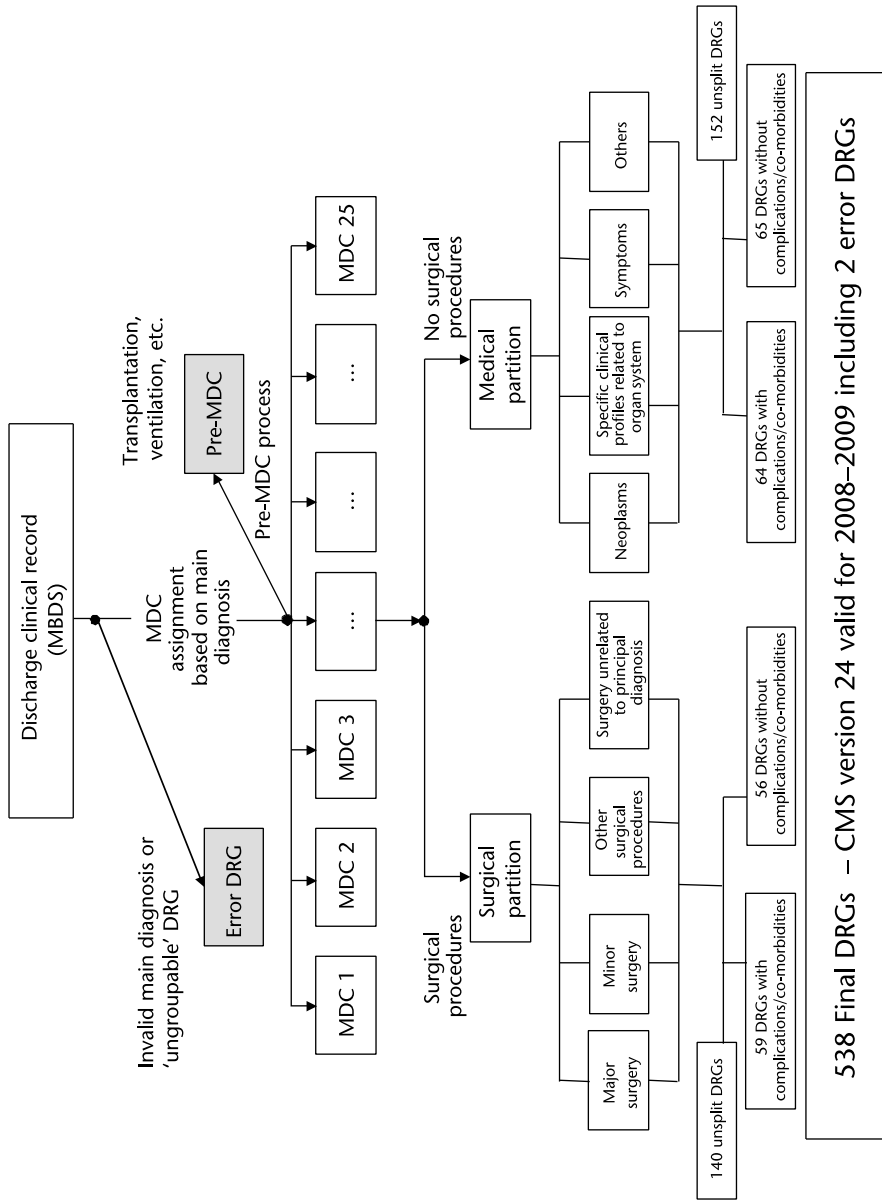 Discharge clinical record
(MBDS)
Invalid main diagnosis or
'ungroupable' DRG
MDC
assignment
based on main
diagnosis
Transplantation,
ventilation, etc.
Error DRG
Pre-MDC
Pre-MDC process
MDC 1
MDC 2
MDC 3
...
...
...
MDC 25
Surgical
procedures
No surgical
procedures
Surgical
partition
Medical
partition
Major
surgery
Minor
surgery
Other
surgical
procedures
Surgery unrelated
to principal
diagnosis
Neoplasms
Specific clinical
profiles related to
organ system
Symptoms
Others
140 unsplit DRGs
152 unsplit DRGs
59 DRGs with
complications/co-morbidities
56 DRGs without
complications/co-morbidities
64 DRGs with
complications/co-morbidities
65 DRGs without
complications/co-morbidities
538 Final DRGs – CMS version 24 valid for 2008–2009 including 2 error DRGs